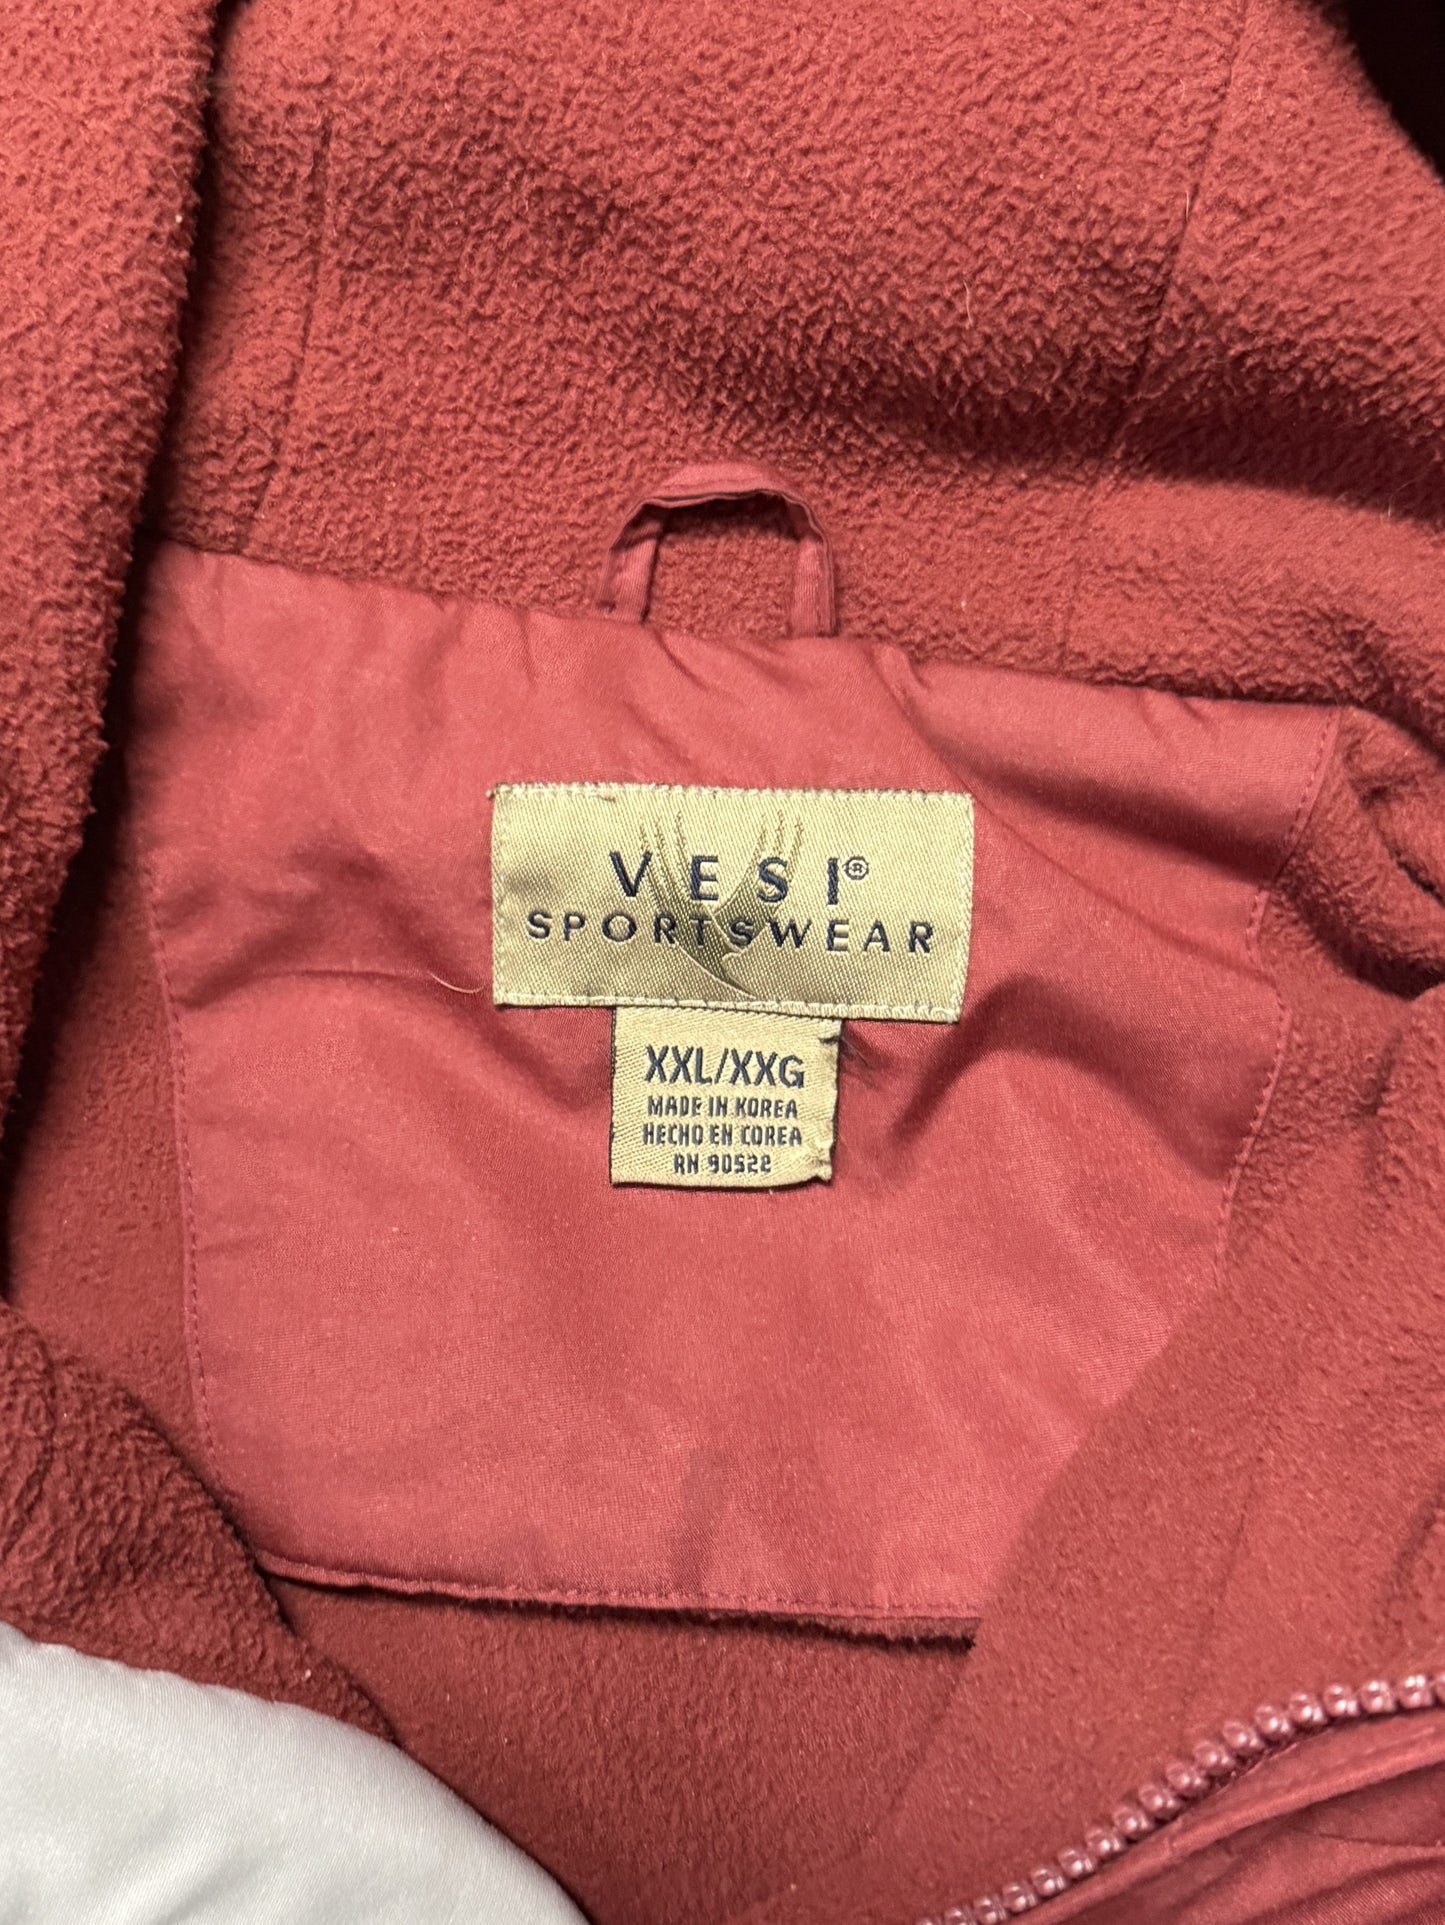 VESI®
SPORTSWEAR
XXL/XXG
MADE IN KOREA
HECHO EN COREA
RN 90522